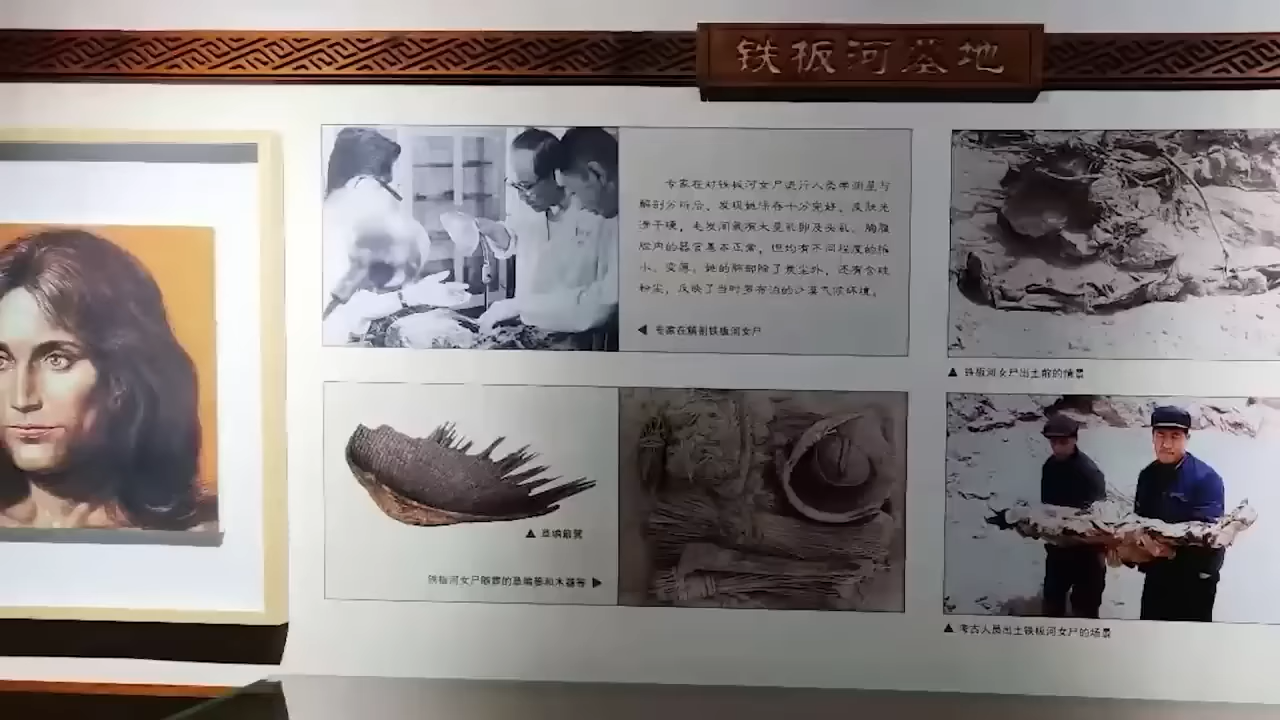 铁板河墓地
专家在对铁板河女尸进行人类学测量与
解剖分析后，发现她保存十分完好，皮肤光
滑干硬，毛发间藏有大量虮卵及头虱，胸腹
腔内的器官基本正常，但均有不同程度的缩
小、变薄。她的肺部除了炭尘外，还有含硅
粉尘，反映了当时多有泊的沙漠气候环境。
◀ 专家在解剖铁板河女尸
▲ 铁板河女尸出土前的情景
▲ 草编簸箕
铁板河女尸随葬的草编篓和木器等 ▶
▲ 考古人员出土铁板河女尸的场景